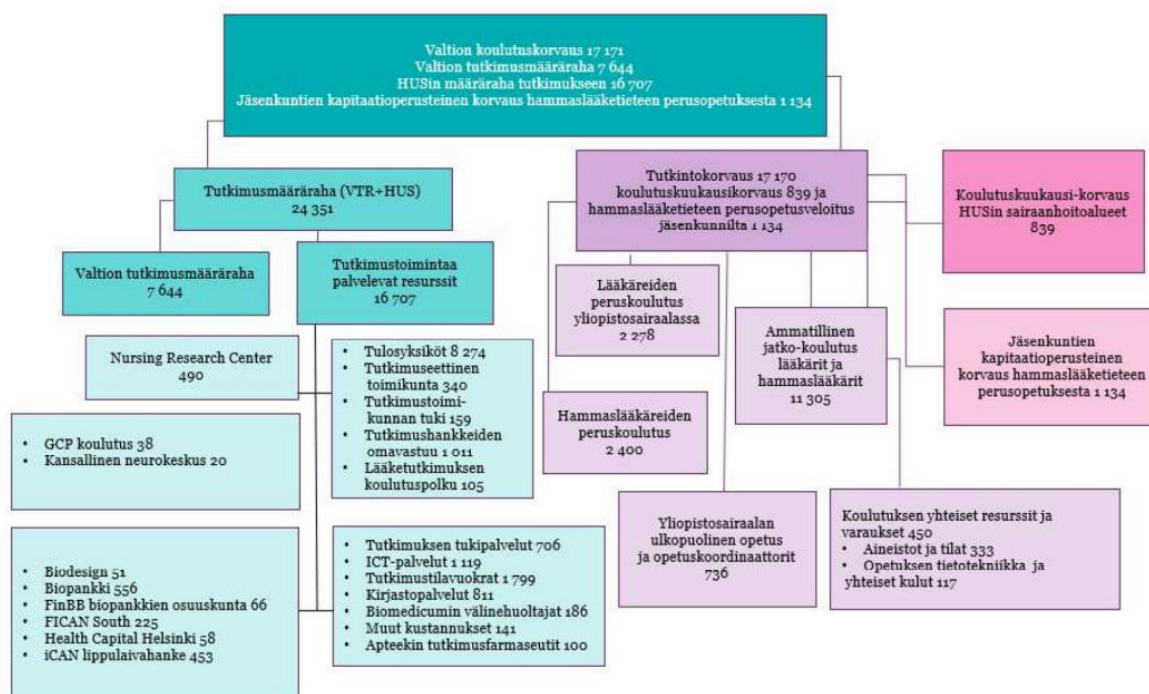 Valtion koulutuskorvaus 17 171
Valtion tutkimusmääräraha 7 644
HUSin määräraha tutkimukseen 16 707
Jäsenkuntien kapitaatioperusteinen korvaus hammaslääketieteen perusopetuksesta 1 134
Tutkimusmääräraha (VTR+HUS)
24 351
Valtion tutkimusmääräraha
7 644
Tutkimustoimintaa
palvelevat resurssit
16 707
Nursing Research Center
490
• GCP koulutus 38
• Kansallinen neurokeskus 20
• Tulosyksiköt 8 274
• Tutkimuseettinen
toimikunta 340
• Tutkimustoimi-
kunnan tuki 159
• Tutkimushankkeiden
omavastuu 1 011
• Lääketutkimuksen
koulutuspolku 105
• Biodesign 51
• Biopankki 556
• FinBB biopankkien osuuskunta 66
• FICAN South 225
• Health Capital Helsinki 58
• iCAN lippulaivahanke 453
• Tutkimuksen tukipalvelut 706
• ICT-palvelut 1 119
• Tutkimustilavuokrat 1 799
• Kirjastopalvelut 811
• Biomedicumin välinehuoltajat 186
• Muut kustannukset 141
• Apteekin tutkimusfarmaseutit 100
Tutkintokorvaus 17 170
koulutuskuukausikorvaus 839 ja
hammaslääketieteen perusopetusveloitus
jäsenkunnilta 1 134
Lääkäreiden
peruskoulutus
yliopistosairaalassa
2 278
Hammaslääkäreiden
peruskoulutus
2 400
Ammatillinen
jatko-koulutus
lääkärit ja
hammaslääkärit
11 305
Yliopistosairaalan
ulkopuolinen opetus
ja opetuskoordinaattorit
736
Koulutuksen yhteiset resurssit ja
varaukset 450
• Aineistot ja tilat 333
• Opetuksen tietotekniikka ja
yhteiset kulut 117
Koulutuskuukausi-korvaus
HUSin sairaanhoitoalueet
839
Jäsenkuntien
kapitaatioperusteinen
korvaus hammaslääketieteen
perusopetuksesta 1 134